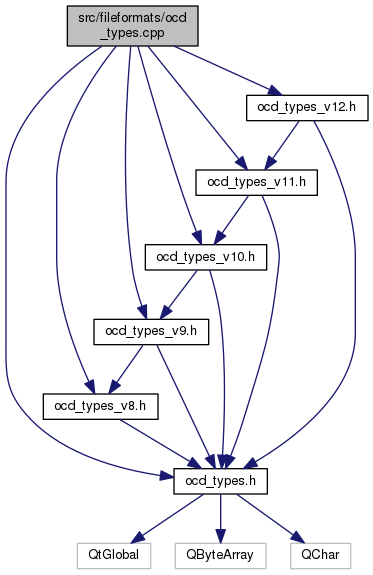 src/fileformats/ocd
_types.cpp
ocd_types_v12.h
ocd_types_v11.h
ocd_types_v10.h
ocd_types_v9.h
ocd_types_v8.h
ocd_types.h
QtGlobal
QByteArray
QChar